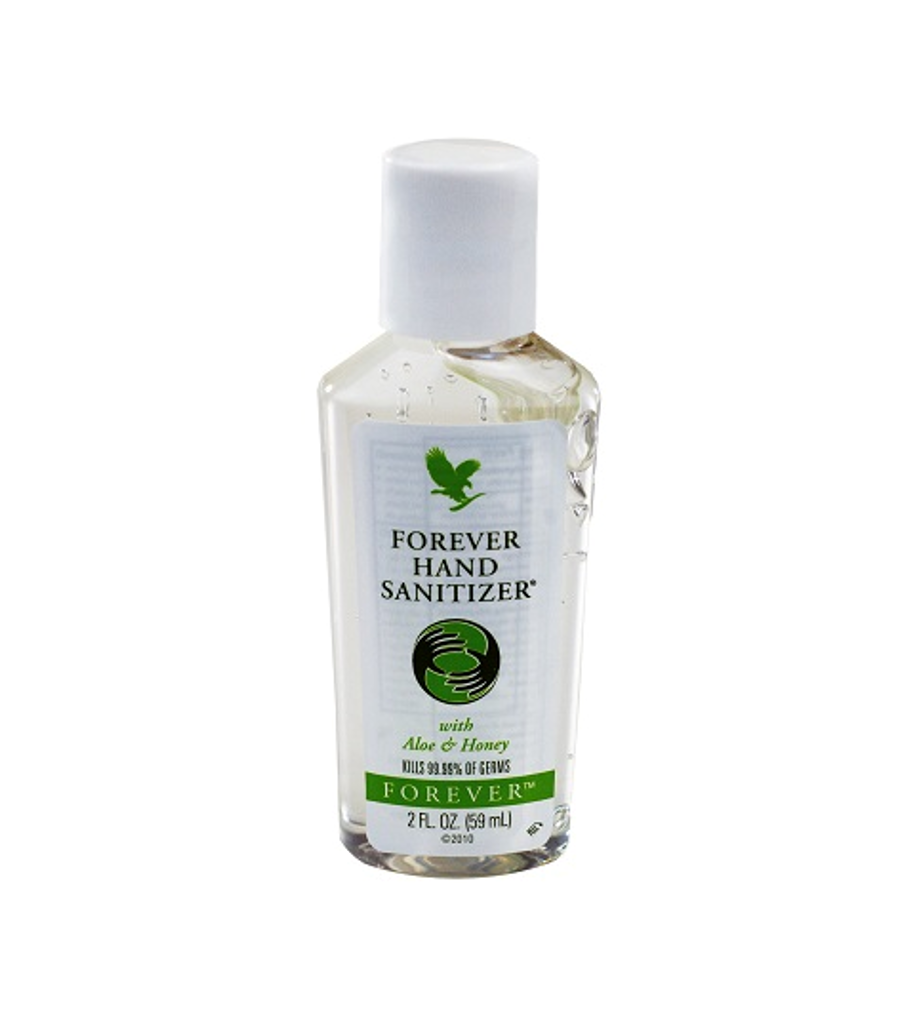 FOREVER
HAND
SANITIZER®
with
Aloe & Honey
KILLS 99.99% OF GERMS
FOREVER™
2 FL. OZ. (59 mL)
©2010